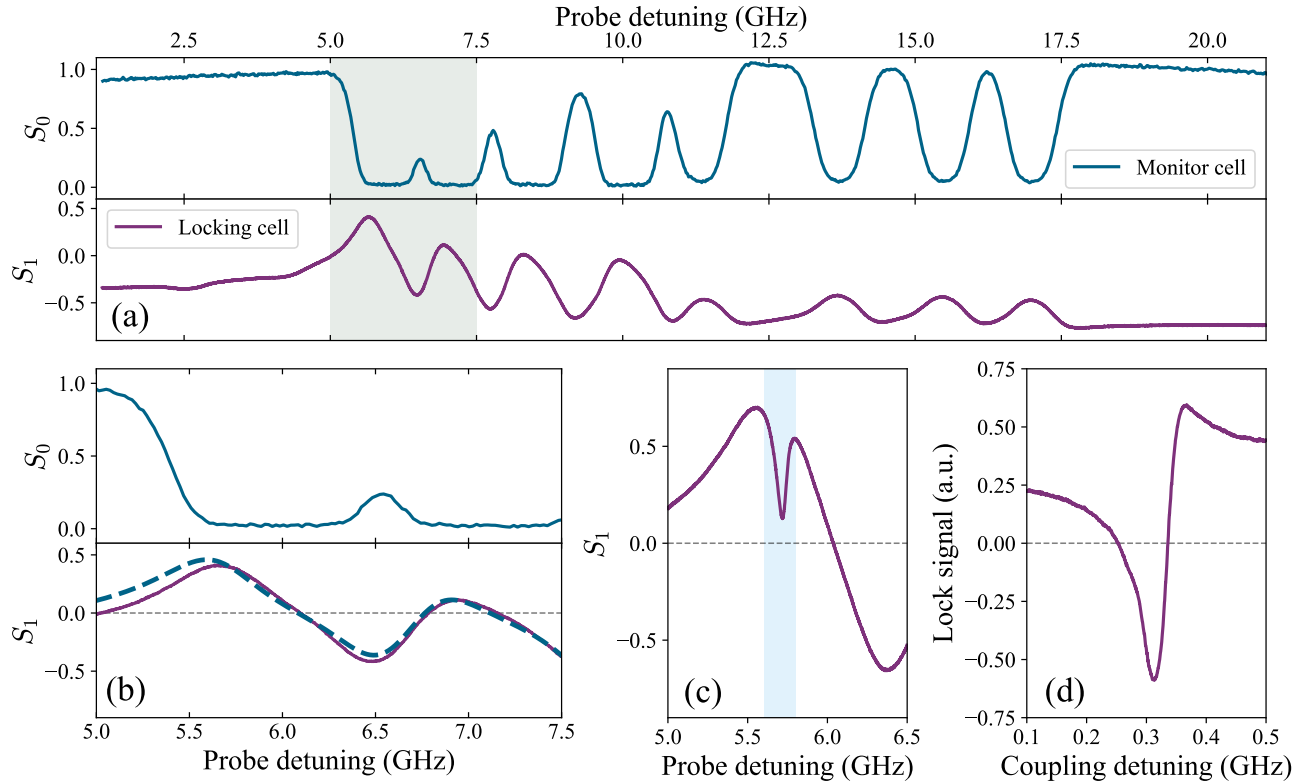 Probe detuning (GHz)
2.5 5.0 7.5 10.0 12.5 15.0 17.5 20.0
1.0
0.5
0.0
S₀
Monitor cell
0.5
0.0
−0.5
S₁
Locking cell
(a)
1.0
0.5
0.0
S₀
0.5
0.0
−0.5
S₁
(b)
5.0 5.5 6.0 6.5 7.0 7.5
Probe detuning (GHz)
0.5
0.0
−0.5
S₁
(c)
5.0 5.5 6.0 6.5
Probe detuning (GHz)
0.75
0.50
0.25
0.00
−0.25
−0.50
−0.75
Lock signal (a.u.)
(d)
0.1 0.2 0.3 0.4 0.5
Coupling detuning (GHz)